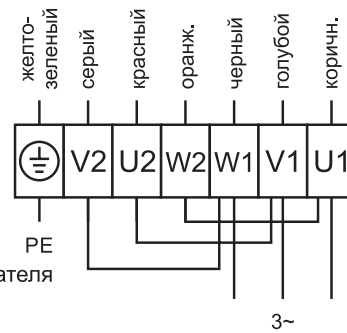 желто-
зеленый
серый
красный
оранж.
черный
голубой
коричн.
V2 U2 W2 W1 V1 U1
PE
ателя
3~